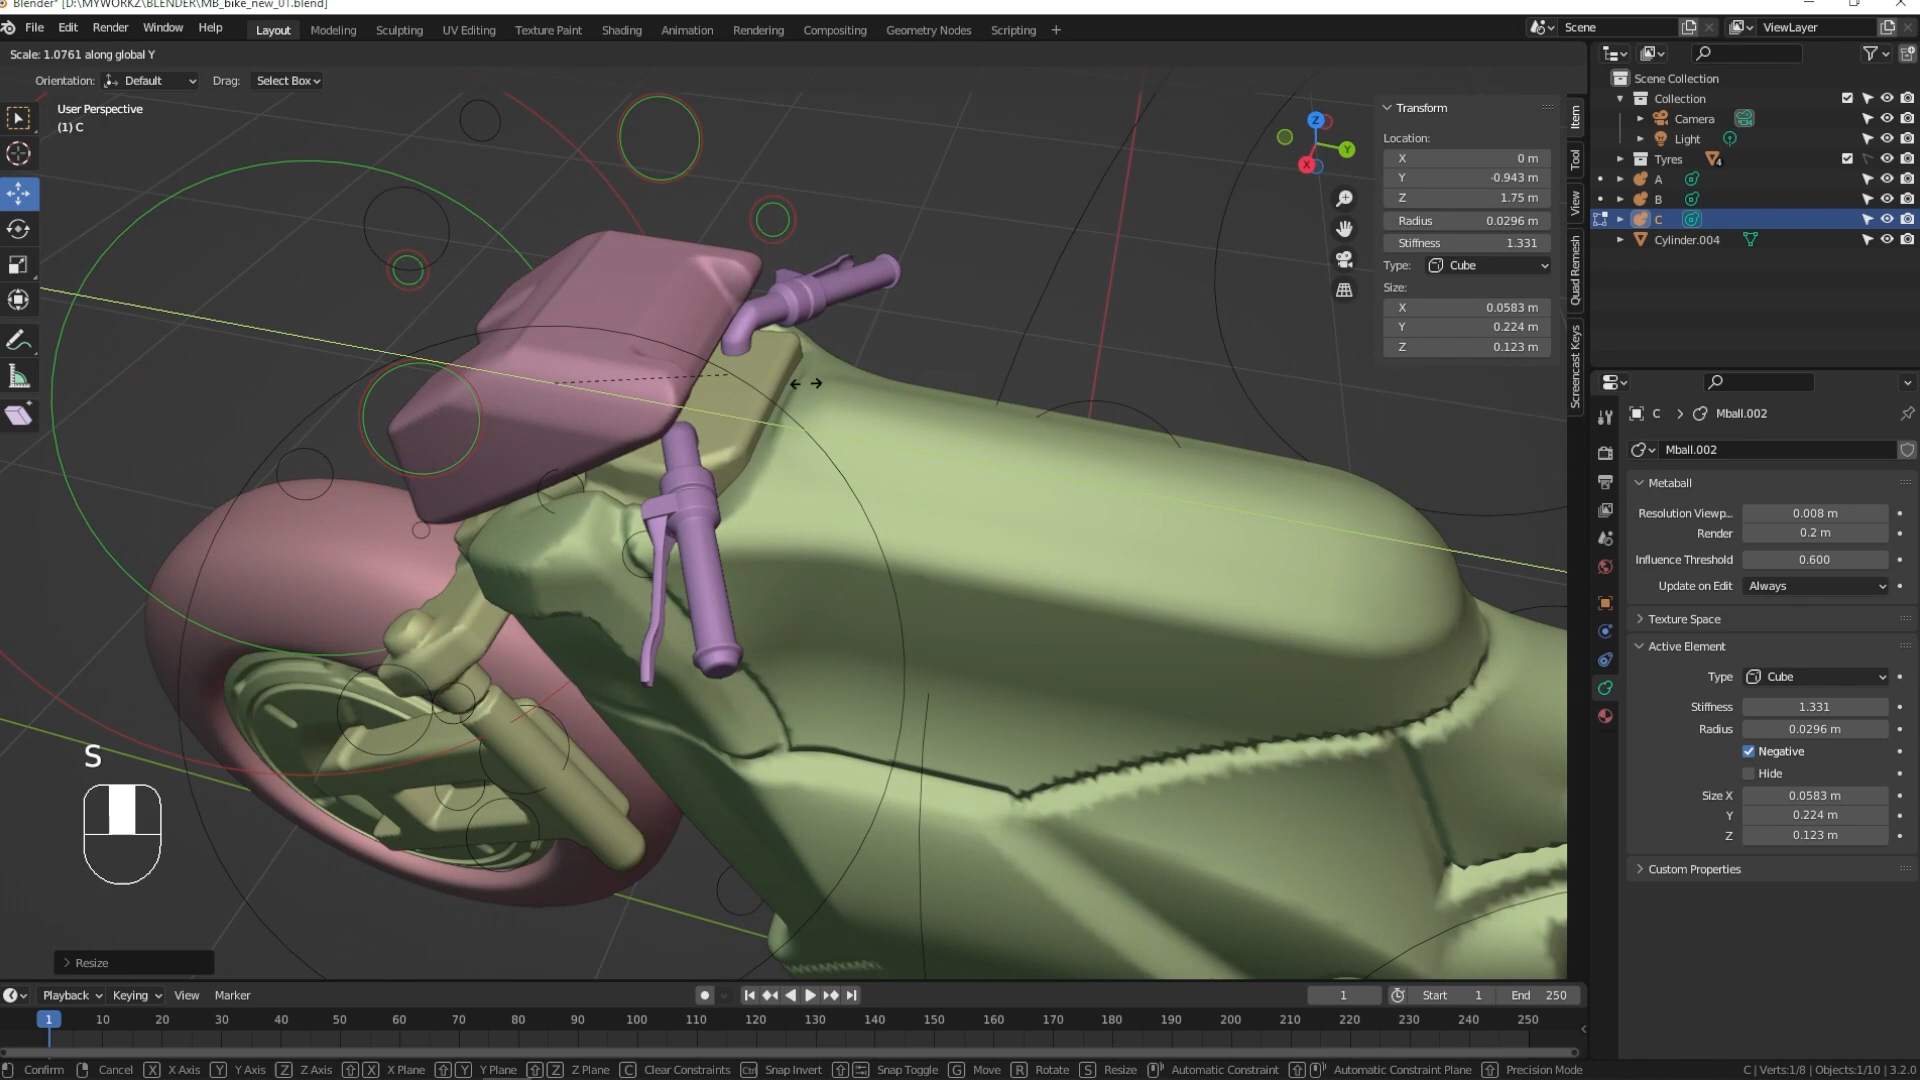 Blender* [D:\MYWORKZ\BLENDER\MB_bike_new_01.blend]
File Edit Render Window Help Layout Modeling Sculpting UV Editing Texture Paint Shading Animation Rendering Compositing Geometry Nodes Scripting + Scene ViewLayer
Scale: 1.0761 along global Y
Orientation: Default Drag: Select Box
User Perspective
(1) C
Z
Y
X
Transform
Location:
X 0 m
Y -0.943 m
Z 1.75 m
Radius 0.0296 m
Stiffness 1.331
Type: Cube
Size:
X 0.0583 m
Y 0.224 m
Z 0.123 m
Item
Tool
View
Quad Remesh
Screencast Keys
Scene Collection
Collection
Camera
Light
Tyres 4
A
B
C
Cylinder.004
C > Mball.002
Mball.002
Metaball
Resolution Viewp... 0.008 m
Render 0.2 m
Influence Threshold 0.600
Update on Edit Always
Texture Space
Active Element
Type Cube
Stiffness 1.331
Radius 0.0296 m
Negative
Hide
Size X 0.0583 m
Y 0.224 m
Z 0.123 m
Custom Properties
S
Resize
Playback Keying View Marker 1 Start 1 End 250
1 10 20 30 40 50 60 70 80 90 100 110 120 130 140 150 160 170 180 190 200 210 220 230 240 250
Confirm Cancel X X Axis Y Y Axis Z Z Axis X X Plane Y Y Plane Z Z Plane C Clear Constraints Ctrl Snap Invert Snap Toggle G Move R Rotate S Resize Automatic Constraint Automatic Constraint Plane Precision Mode C | Verts:1/8 | Objects:1/10 | 3.2.0